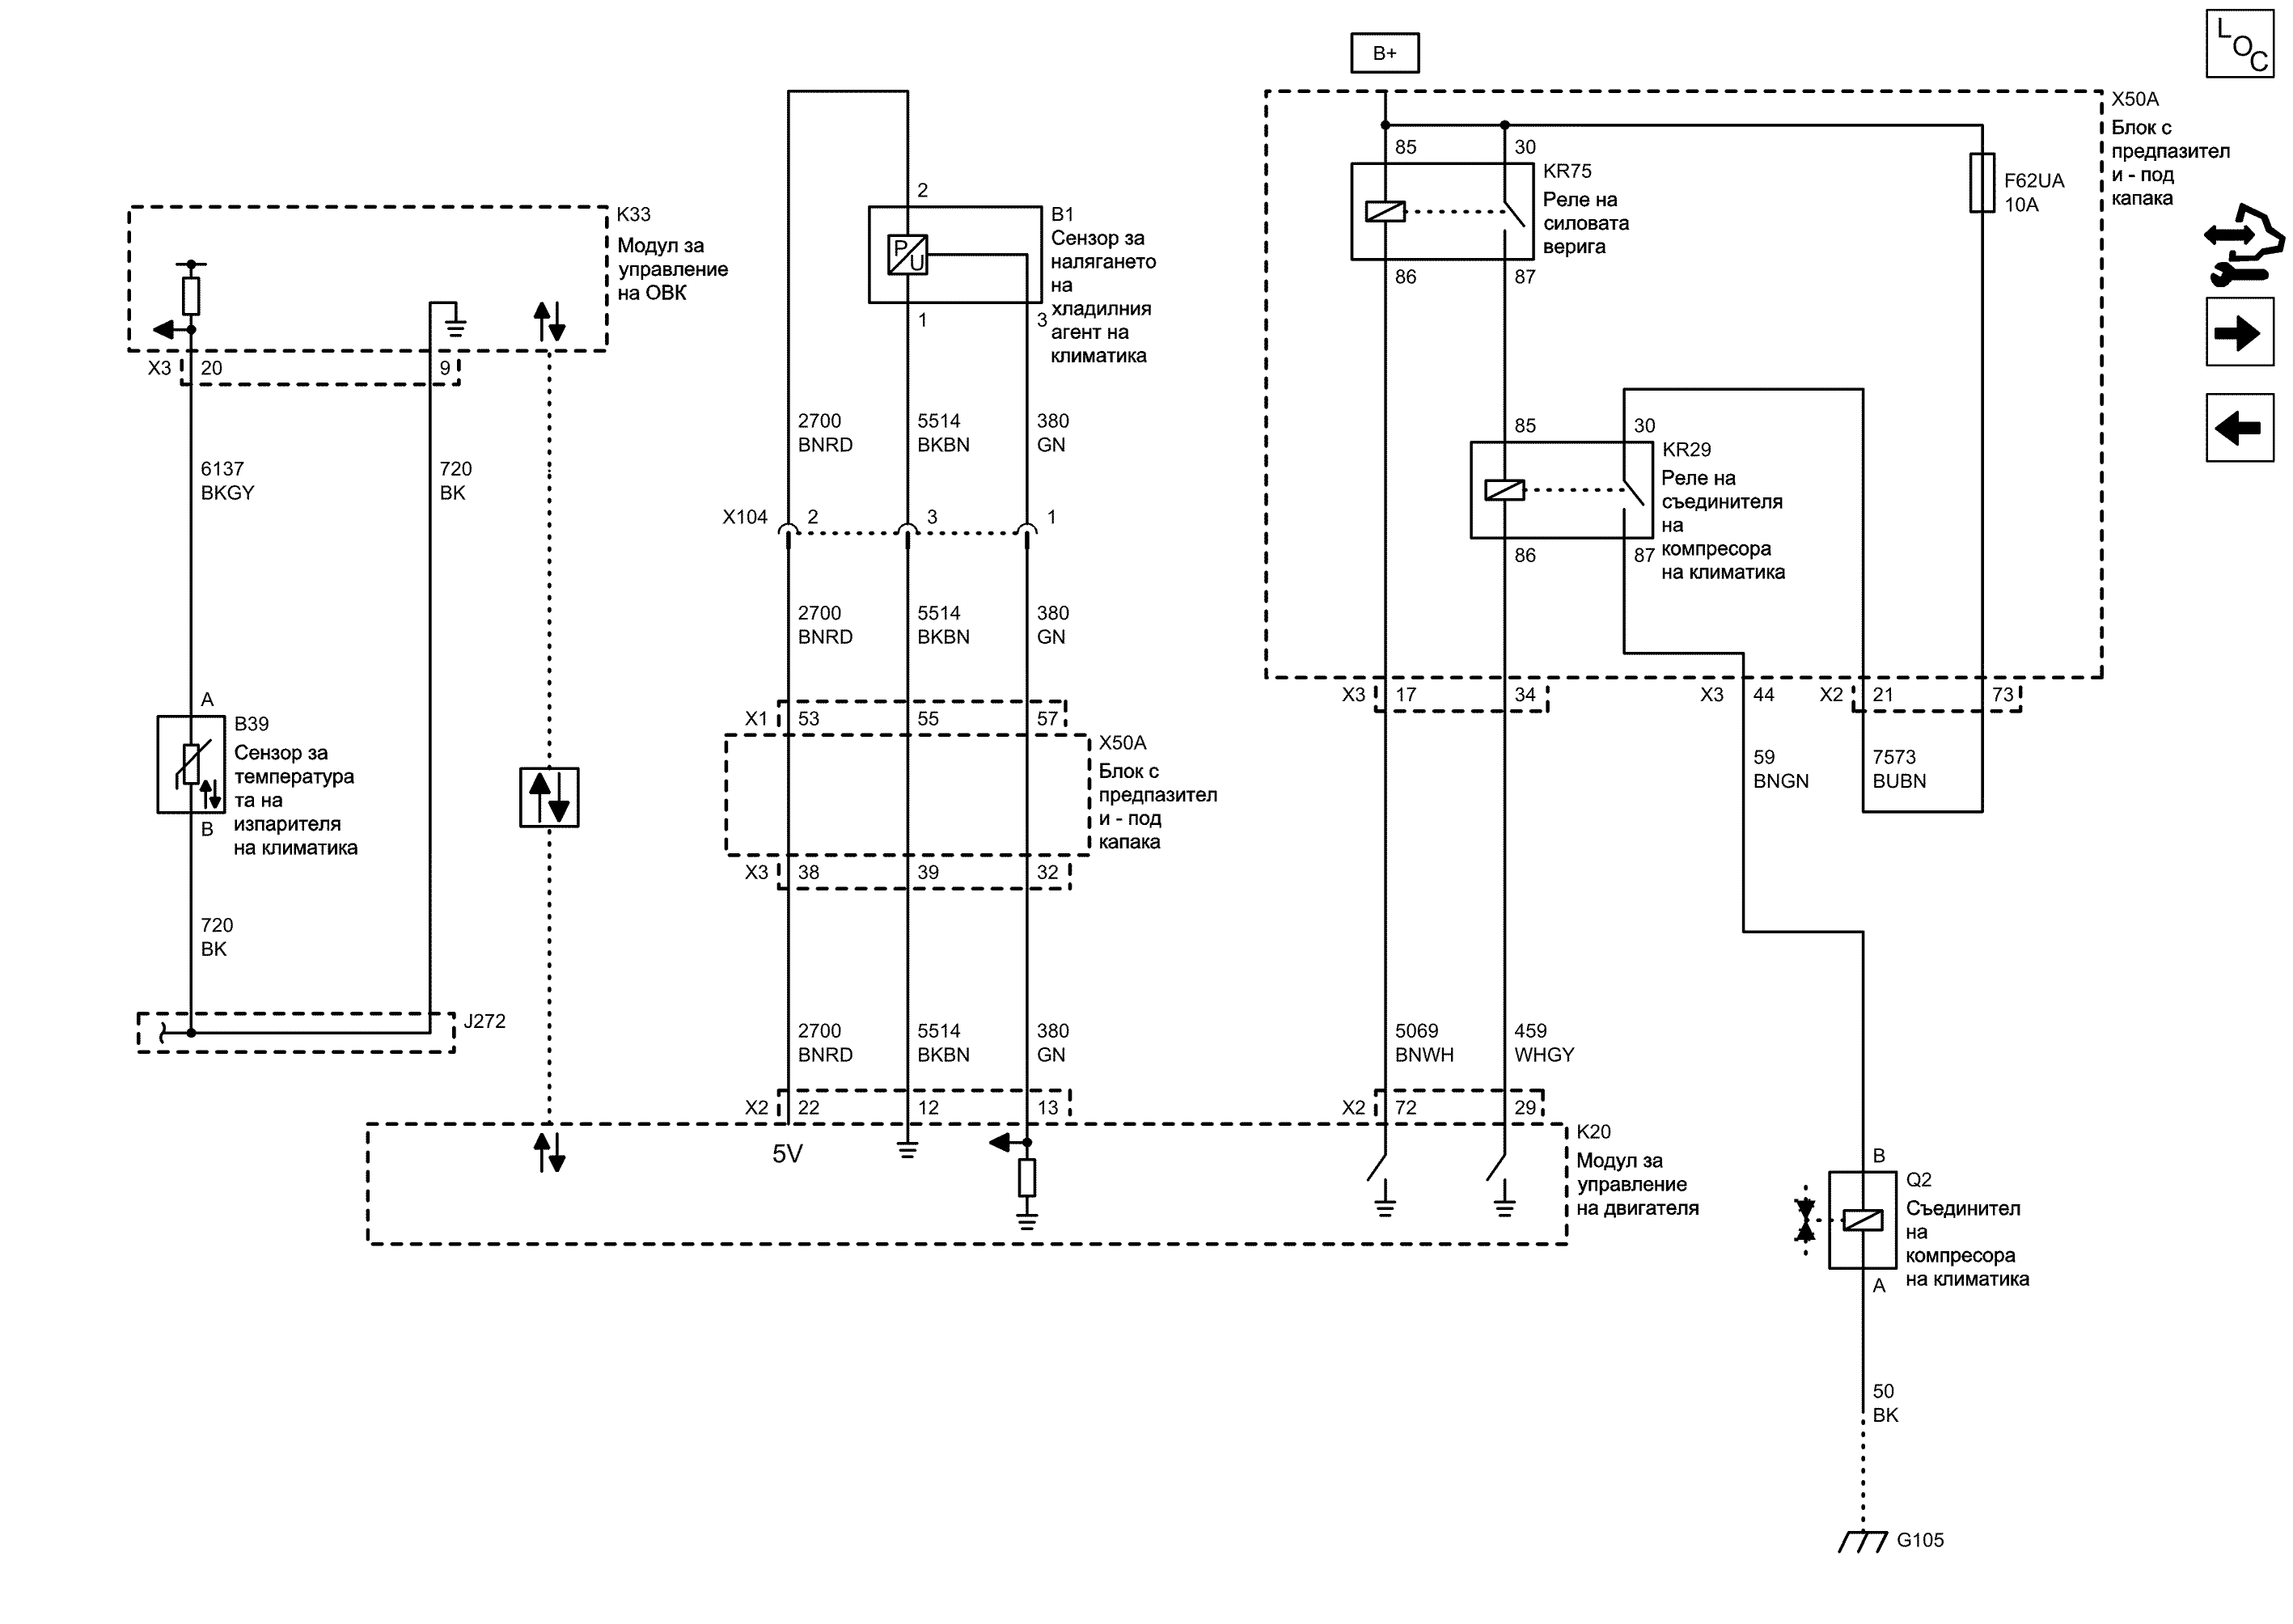 LOC
B+
X50A
Блок с
предпазител
и - под
капака
85
30
KR75
Реле на
силовата
верига
86
87
F62UA
10A
2
B1
Сензор за
налягането
на
хладилния
агент на
климатика
P
U
1
3
K33
Модул за
управление
на ОВК
X3
20
9
6137
BKGY
720
BK
2700
BNRD
5514
BKBN
380
GN
85
30
KR29
Реле на
съединителя
на
компресора
на климатика
86
87
X104
2
3
1
2700
BNRD
5514
BKBN
380
GN
A
B39
Сензор за
температура
та на
изпарителя
на климатика
B
720
BK
J272
X1
53
55
57
X50A
Блок с
предпазител
и - под
капака
X3
38
39
32
X3
17
34
X3
44
X2
21
73
59
BNGN
7573
BUBN
2700
BNRD
5514
BKBN
380
GN
5069
BNWH
459
WHGY
X2
22
12
13
X2
72
29
5V
K20
Модул за
управление
на двигателя
B
Q2
Съединител
на
компресора
на климатика
A
50
BK
G105